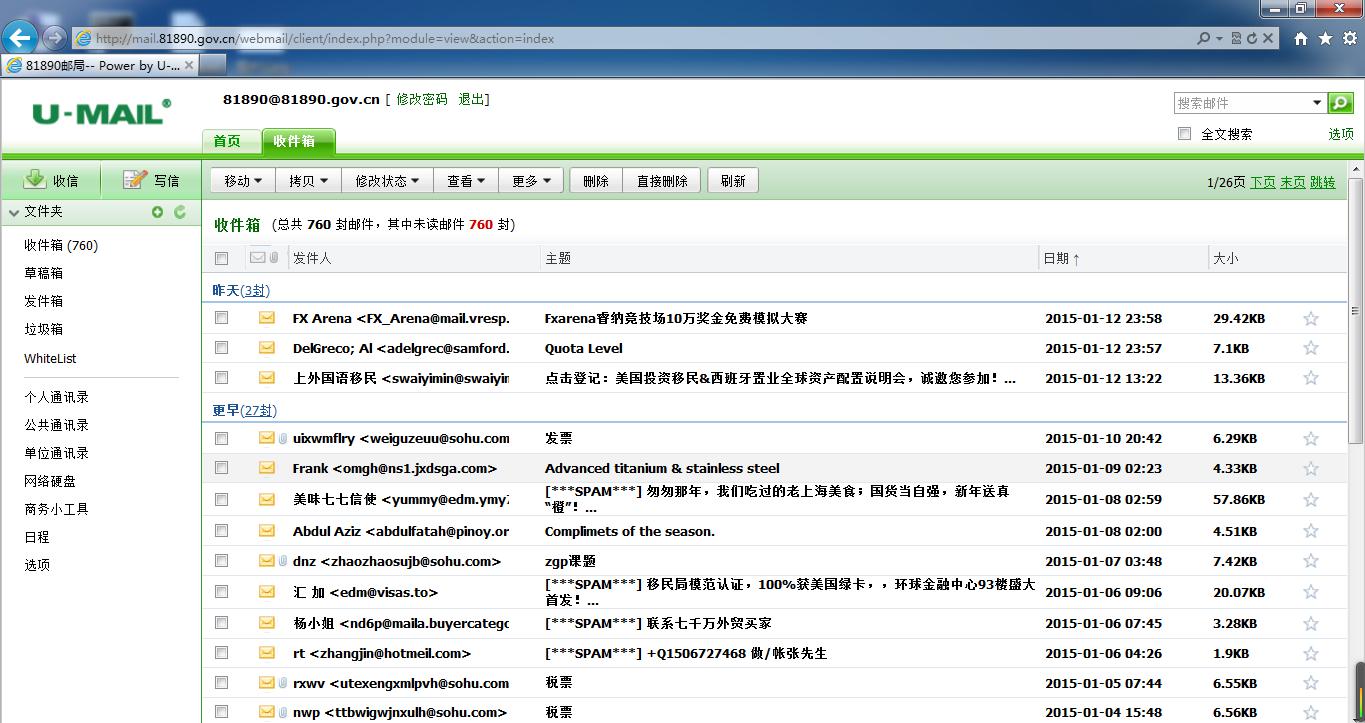 http://mail.81890.gov.cn/webmail/client/index.php?module=view&action=index
81890邮局-- Power by U-...
U-MAIL®
81890@81890.gov.cn [ 修改密码 退出]
搜索邮件
全文搜索 选项
首页 收件箱
收信 写信
移动 拷贝 修改状态 查看 更多 删除 直接删除 刷新
1/26页 下页 末页 跳转
文件夹
收件箱 (760)
草稿箱
发件箱
垃圾箱
WhiteList
个人通讯录
公共通讯录
单位通讯录
网络硬盘
商务小工具
日程
选项
收件箱 (总共 760 封邮件，其中未读邮件 760 封)
发件人 主题 日期↑ 大小
昨天(3封)
FX Arena <FX_Arena@mail.vresp. Fxarena睿纳竞技场10万奖金免费模拟大赛 2015-01-12 23:58 29.42KB
DelGreco; Al <adelgrec@samford. Quota Level 2015-01-12 23:57 7.1KB
上外国语移民 <swaiyimin@swaiyin 点击登记：美国投资移民&西班牙置业全球资产配置说明会，诚邀您参加！... 2015-01-12 13:22 13.36KB
更早(27封)
uixwmflry <weiguzeuu@sohu.com 发票 2015-01-10 20:42 6.29KB
Frank <omgh@ns1.jxdsga.com> Advanced titanium & stainless steel 2015-01-09 02:23 4.33KB
美味七七信使 <yummy@edm.ymy7 [***SPAM***] 匆匆那年，我们吃过的老上海美食；国货当自强，新年送真 2015-01-08 02:59 57.86KB
“橙”！...
Abdul Aziz <abdulfatah@pinoy.or Complimets of the season. 2015-01-08 02:00 4.51KB
dnz <zhaozhaosujb@sohu.com> zgp课题 2015-01-07 03:48 7.42KB
汇 加 <edm@visas.to> [***SPAM***] 移民局模范认证，100%获美国绿卡，，环球金融中心93楼盛大 2015-01-06 09:06 20.07KB
首发！...
杨小姐 <nd6p@maila.buyercatego [***SPAM***] 联系七千万外贸买家 2015-01-06 07:45 3.28KB
rt <zhangjin@hotmeil.com> [***SPAM***] +Q1506727468 做/帐张先生 2015-01-06 04:26 1.9KB
rxwv <utexengxmlpvh@sohu.com 税票 2015-01-05 07:44 6.55KB
nwp <ttbwigwjnxulh@sohu.com> 税票 2015-01-04 15:48 6.56KB